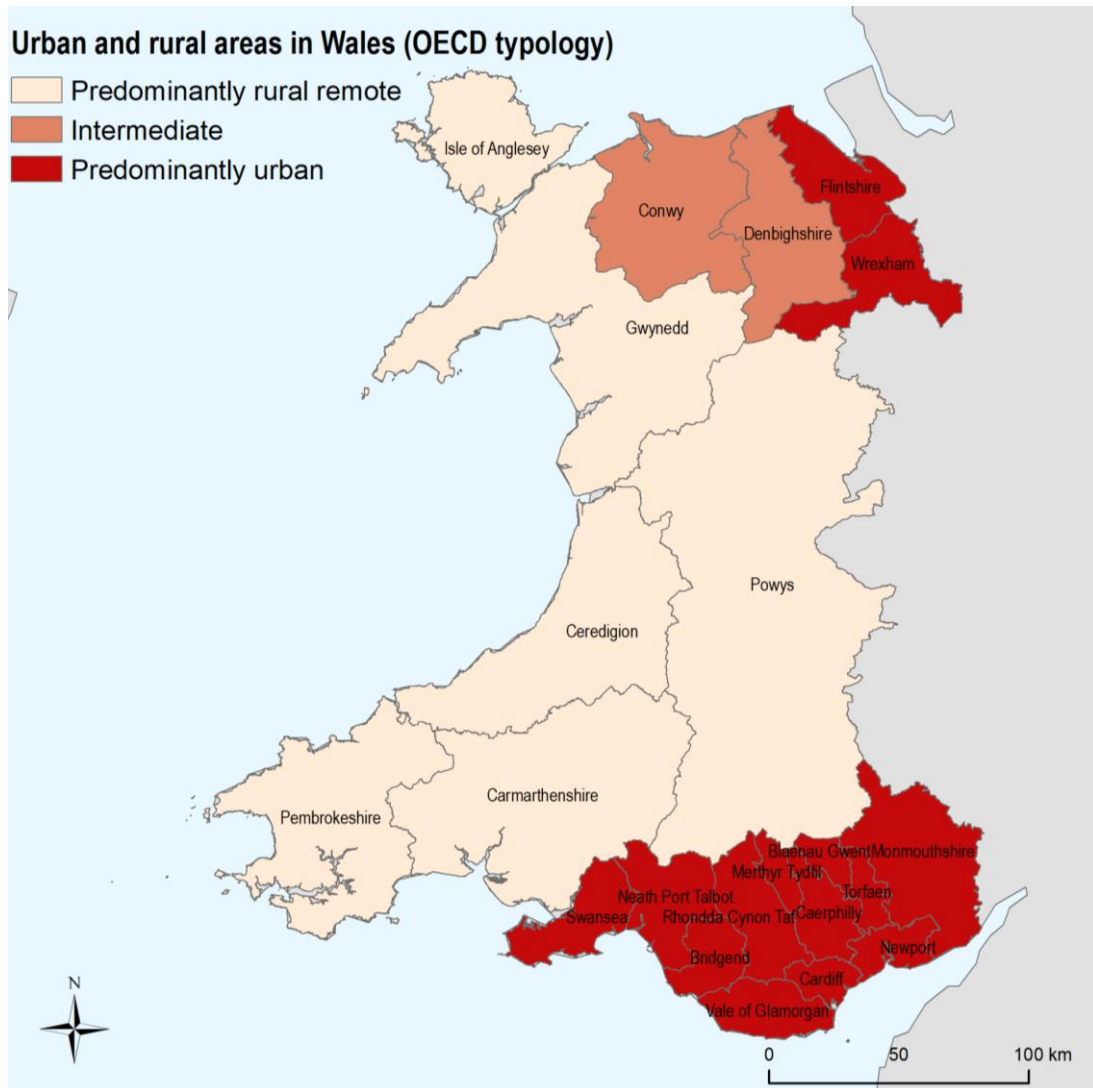 Urban and rural areas in Wales (OECD typology)
Predominantly rural remote
Intermediate
Predominantly urban
Isle of Anglesey
Flintshire
Conwy
Denbighshire
Wrexham
Gwynedd
Powys
Ceredigion
Carmarthenshire
Pembrokeshire
Blaenau Gwent
Monmouthshire
Merthyr Tydfil
Neath Port Talbot
Torfaen
Swansea
Rhondda Cynon Taf
Caerphilly
Newport
Bridgend
Cardiff
Vale of Glamorgan
N
0 50 100 km